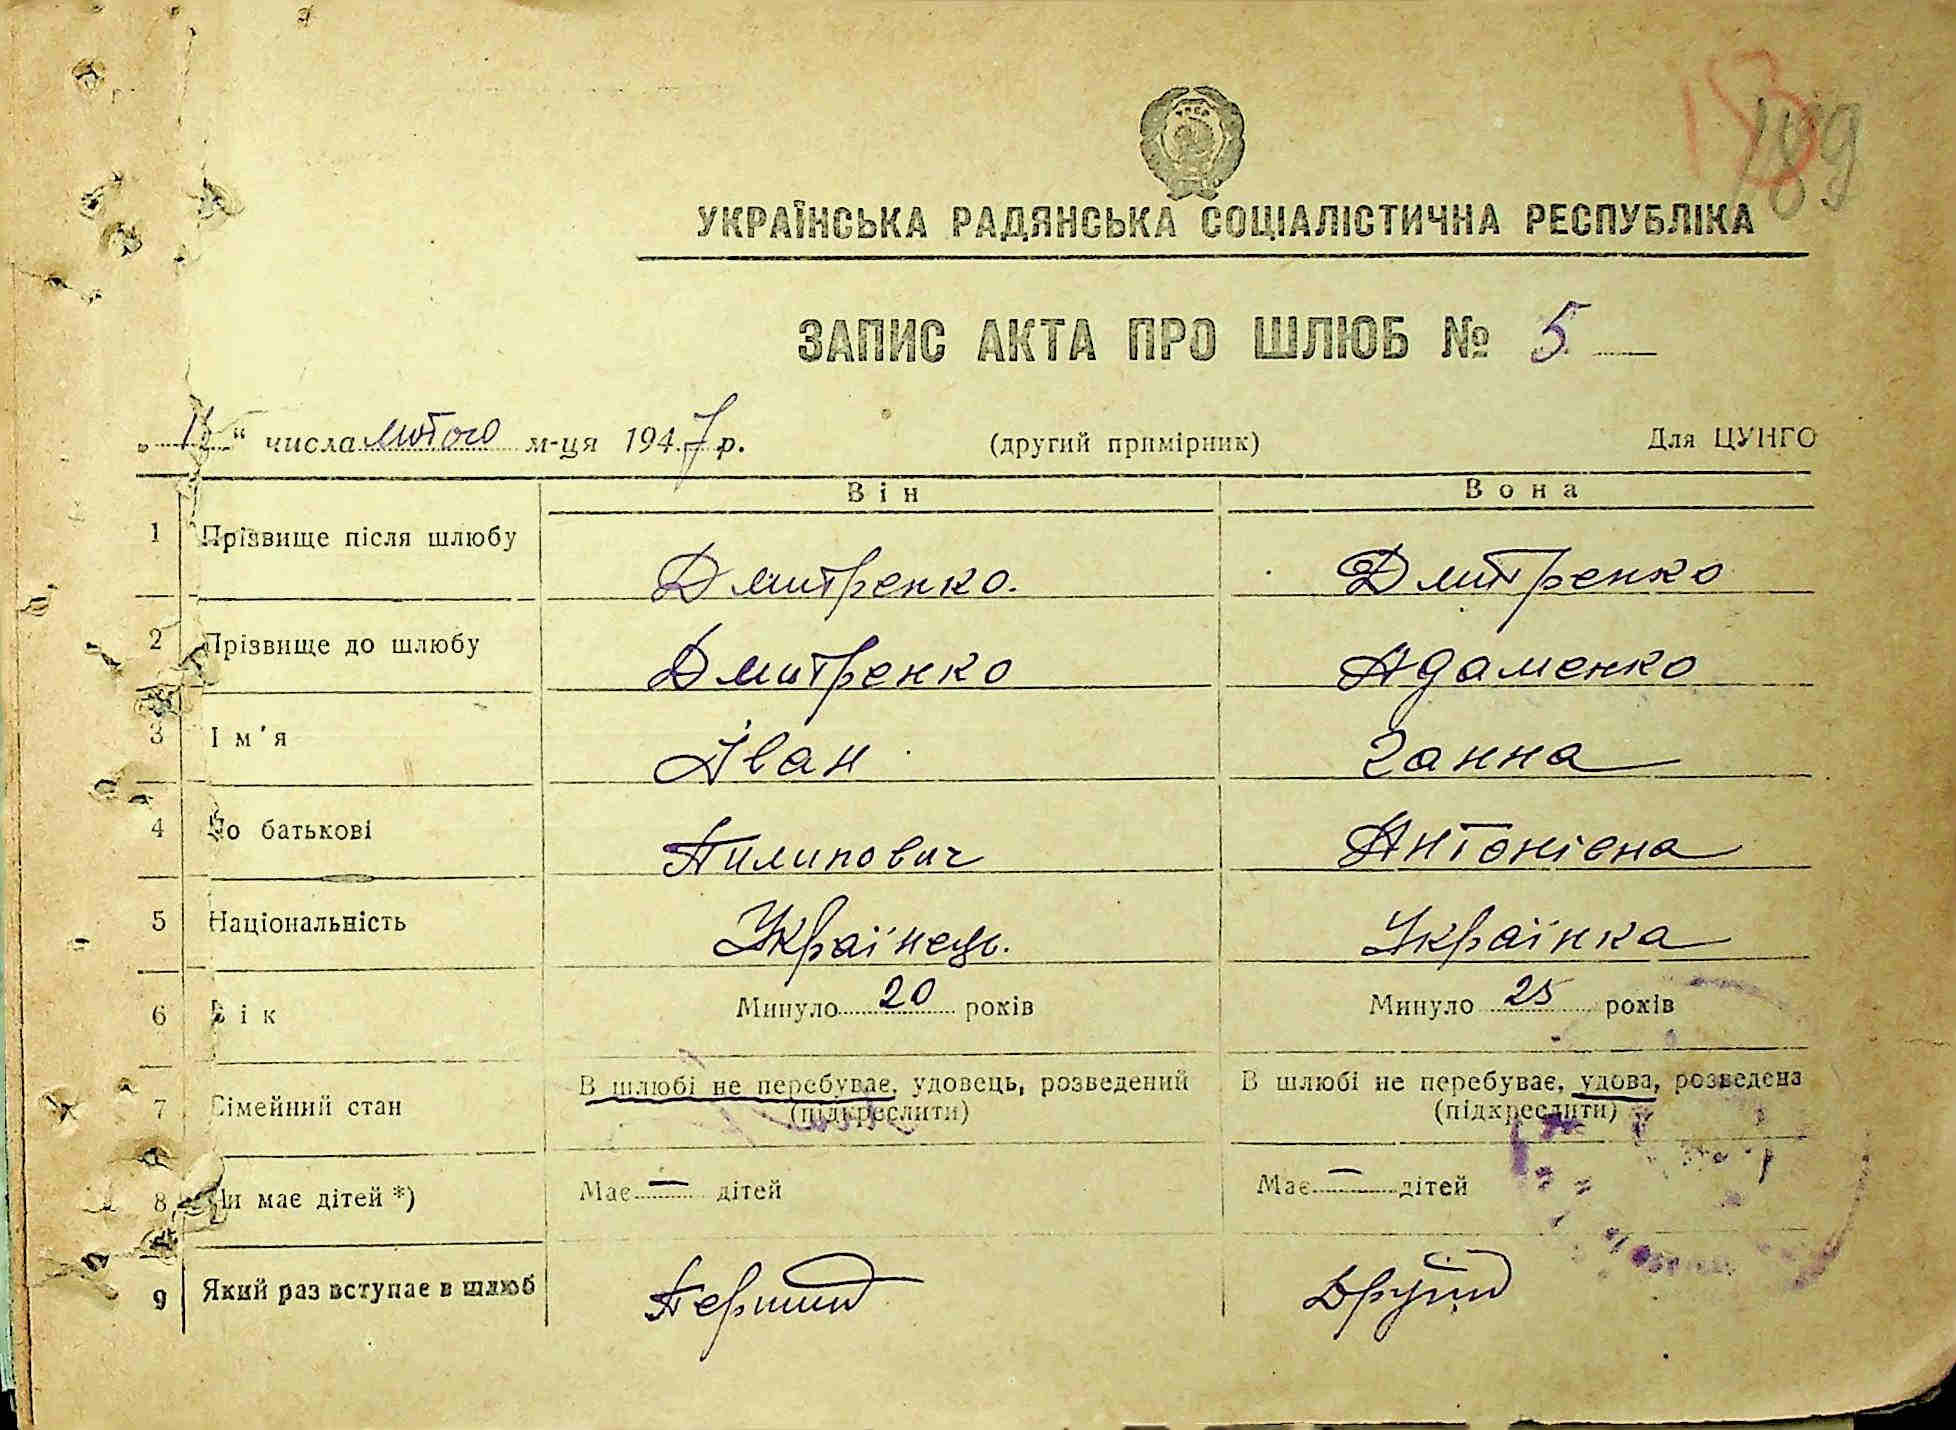 189
УКРАЇНСЬКА РАДЯНСЬКА СОЦІАЛІСТИЧНА РЕСПУБЛІКА
ЗАПИС АКТА ПРО ШЛЮБ № 5
" числа лютого м-ця 1947 р. (другий примірник) Для ЦУНГО
Він Вона
1 Прізвище після шлюбу Дмитренко. Дмитренко
2 Прізвище до шлюбу Дмитренко Адаменко
3 Ім'я Іван Ганна
4 По батькові Пилипович Антонієна
5 Національність Українець. Українка
6 Вік Минуло 20 років Минуло 25 років
7 Сімейний стан В шлюбі не перебуває, удовець, розведений В шлюбі не перебуває, удова, розведена
(підкреслити) (підкреслити)
8 Чи має дітей *) Має — дітей Має — дітей
9 Який раз вступає в шлюб Перший Другий